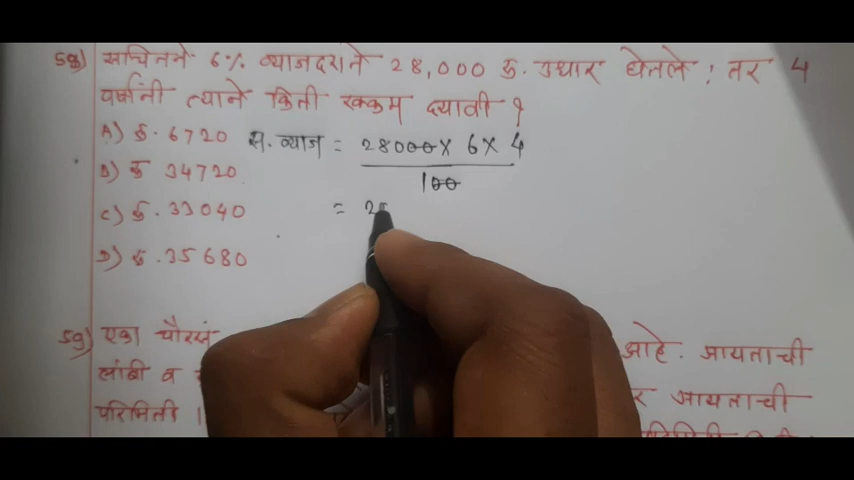 58) सचिनने 6% व्याजदराने 28,000 रु. उधार घेतले ; तर 4
वर्षांनी त्याने किती रक्कम द्यावी ?
A) रु. 6720 स. व्याज = 28000 x 6 x 4
100
B) रु 34720
C) रु. 33040 = 28
D) रु. 35680
59) एका चौरस आहे. आयताची
लांबी व र आयताची
परिमिती